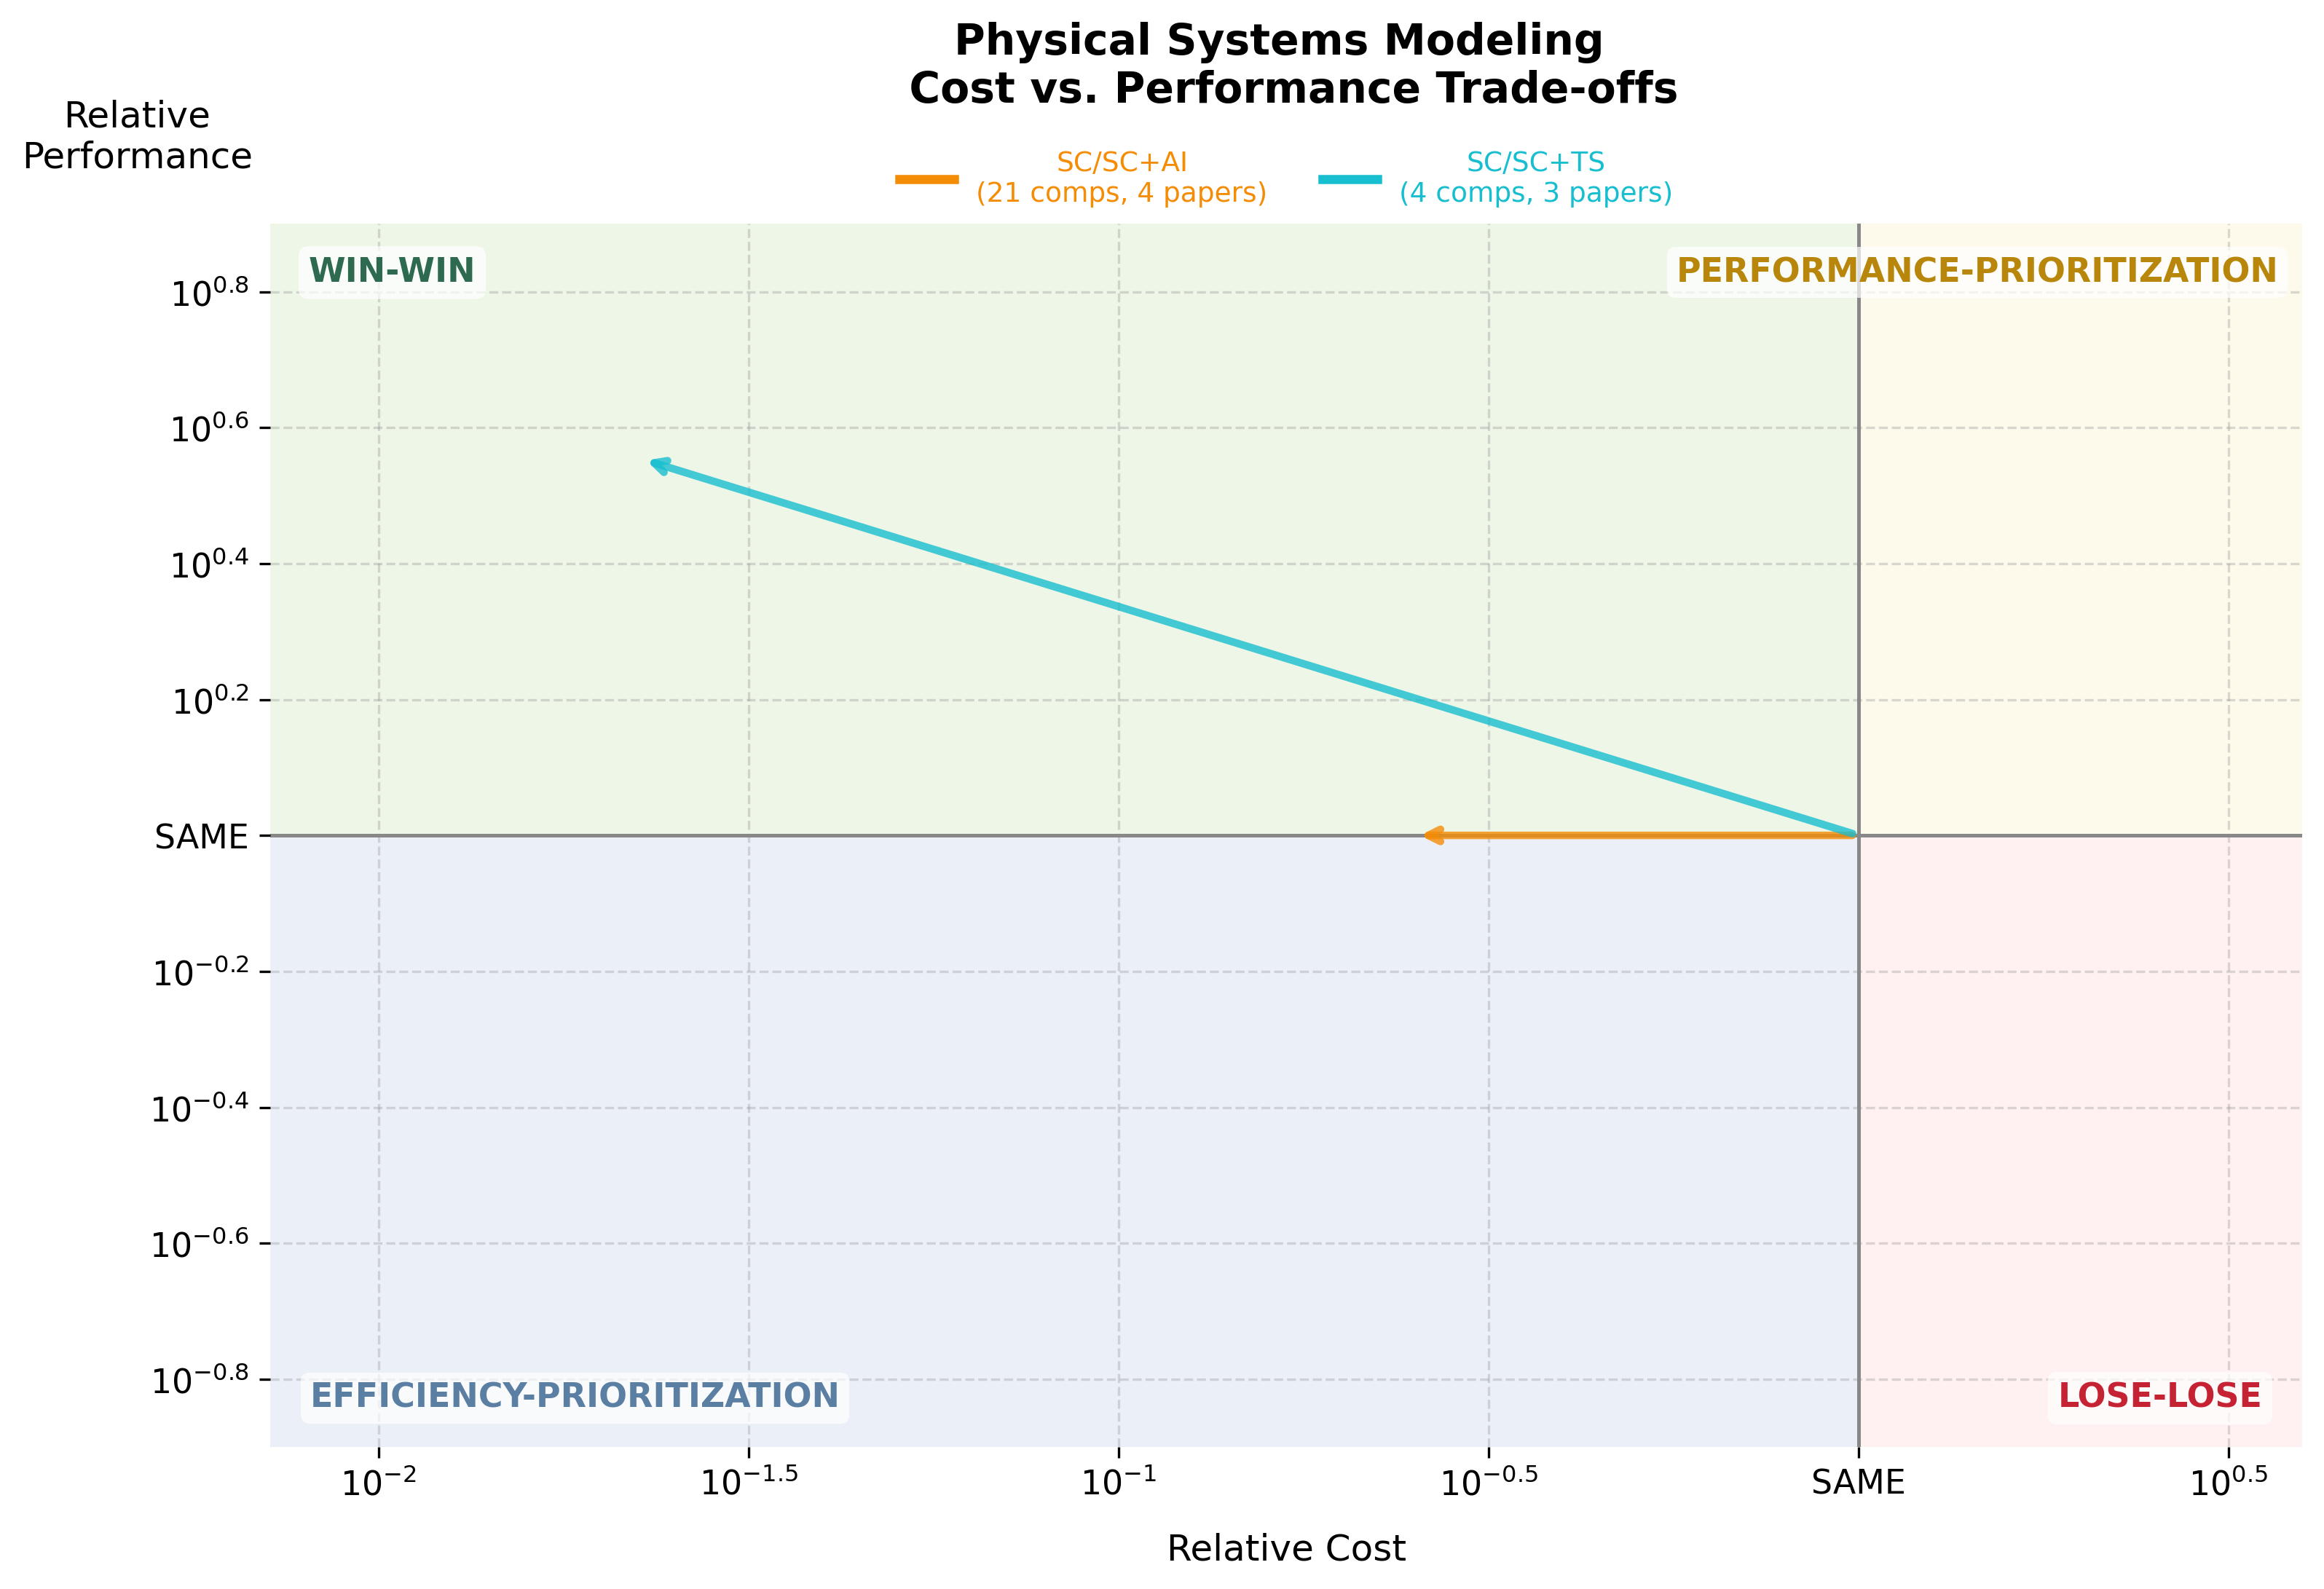 Physical Systems Modeling
Cost vs. Performance Trade-offs
Relative
Performance
SC/SC+AI
(21 comps, 4 papers)
SC/SC+TS
(4 comps, 3 papers)
WIN-WIN
PERFORMANCE-PRIORITIZATION
10^0.8
10^0.6
10^0.4
10^0.2
SAME
10^−0.2
10^−0.4
10^−0.6
10^−0.8
EFFICIENCY-PRIORITIZATION
LOSE-LOSE
10^−2
10^−1.5
10^−1
10^−0.5
SAME
10^0.5
Relative Cost